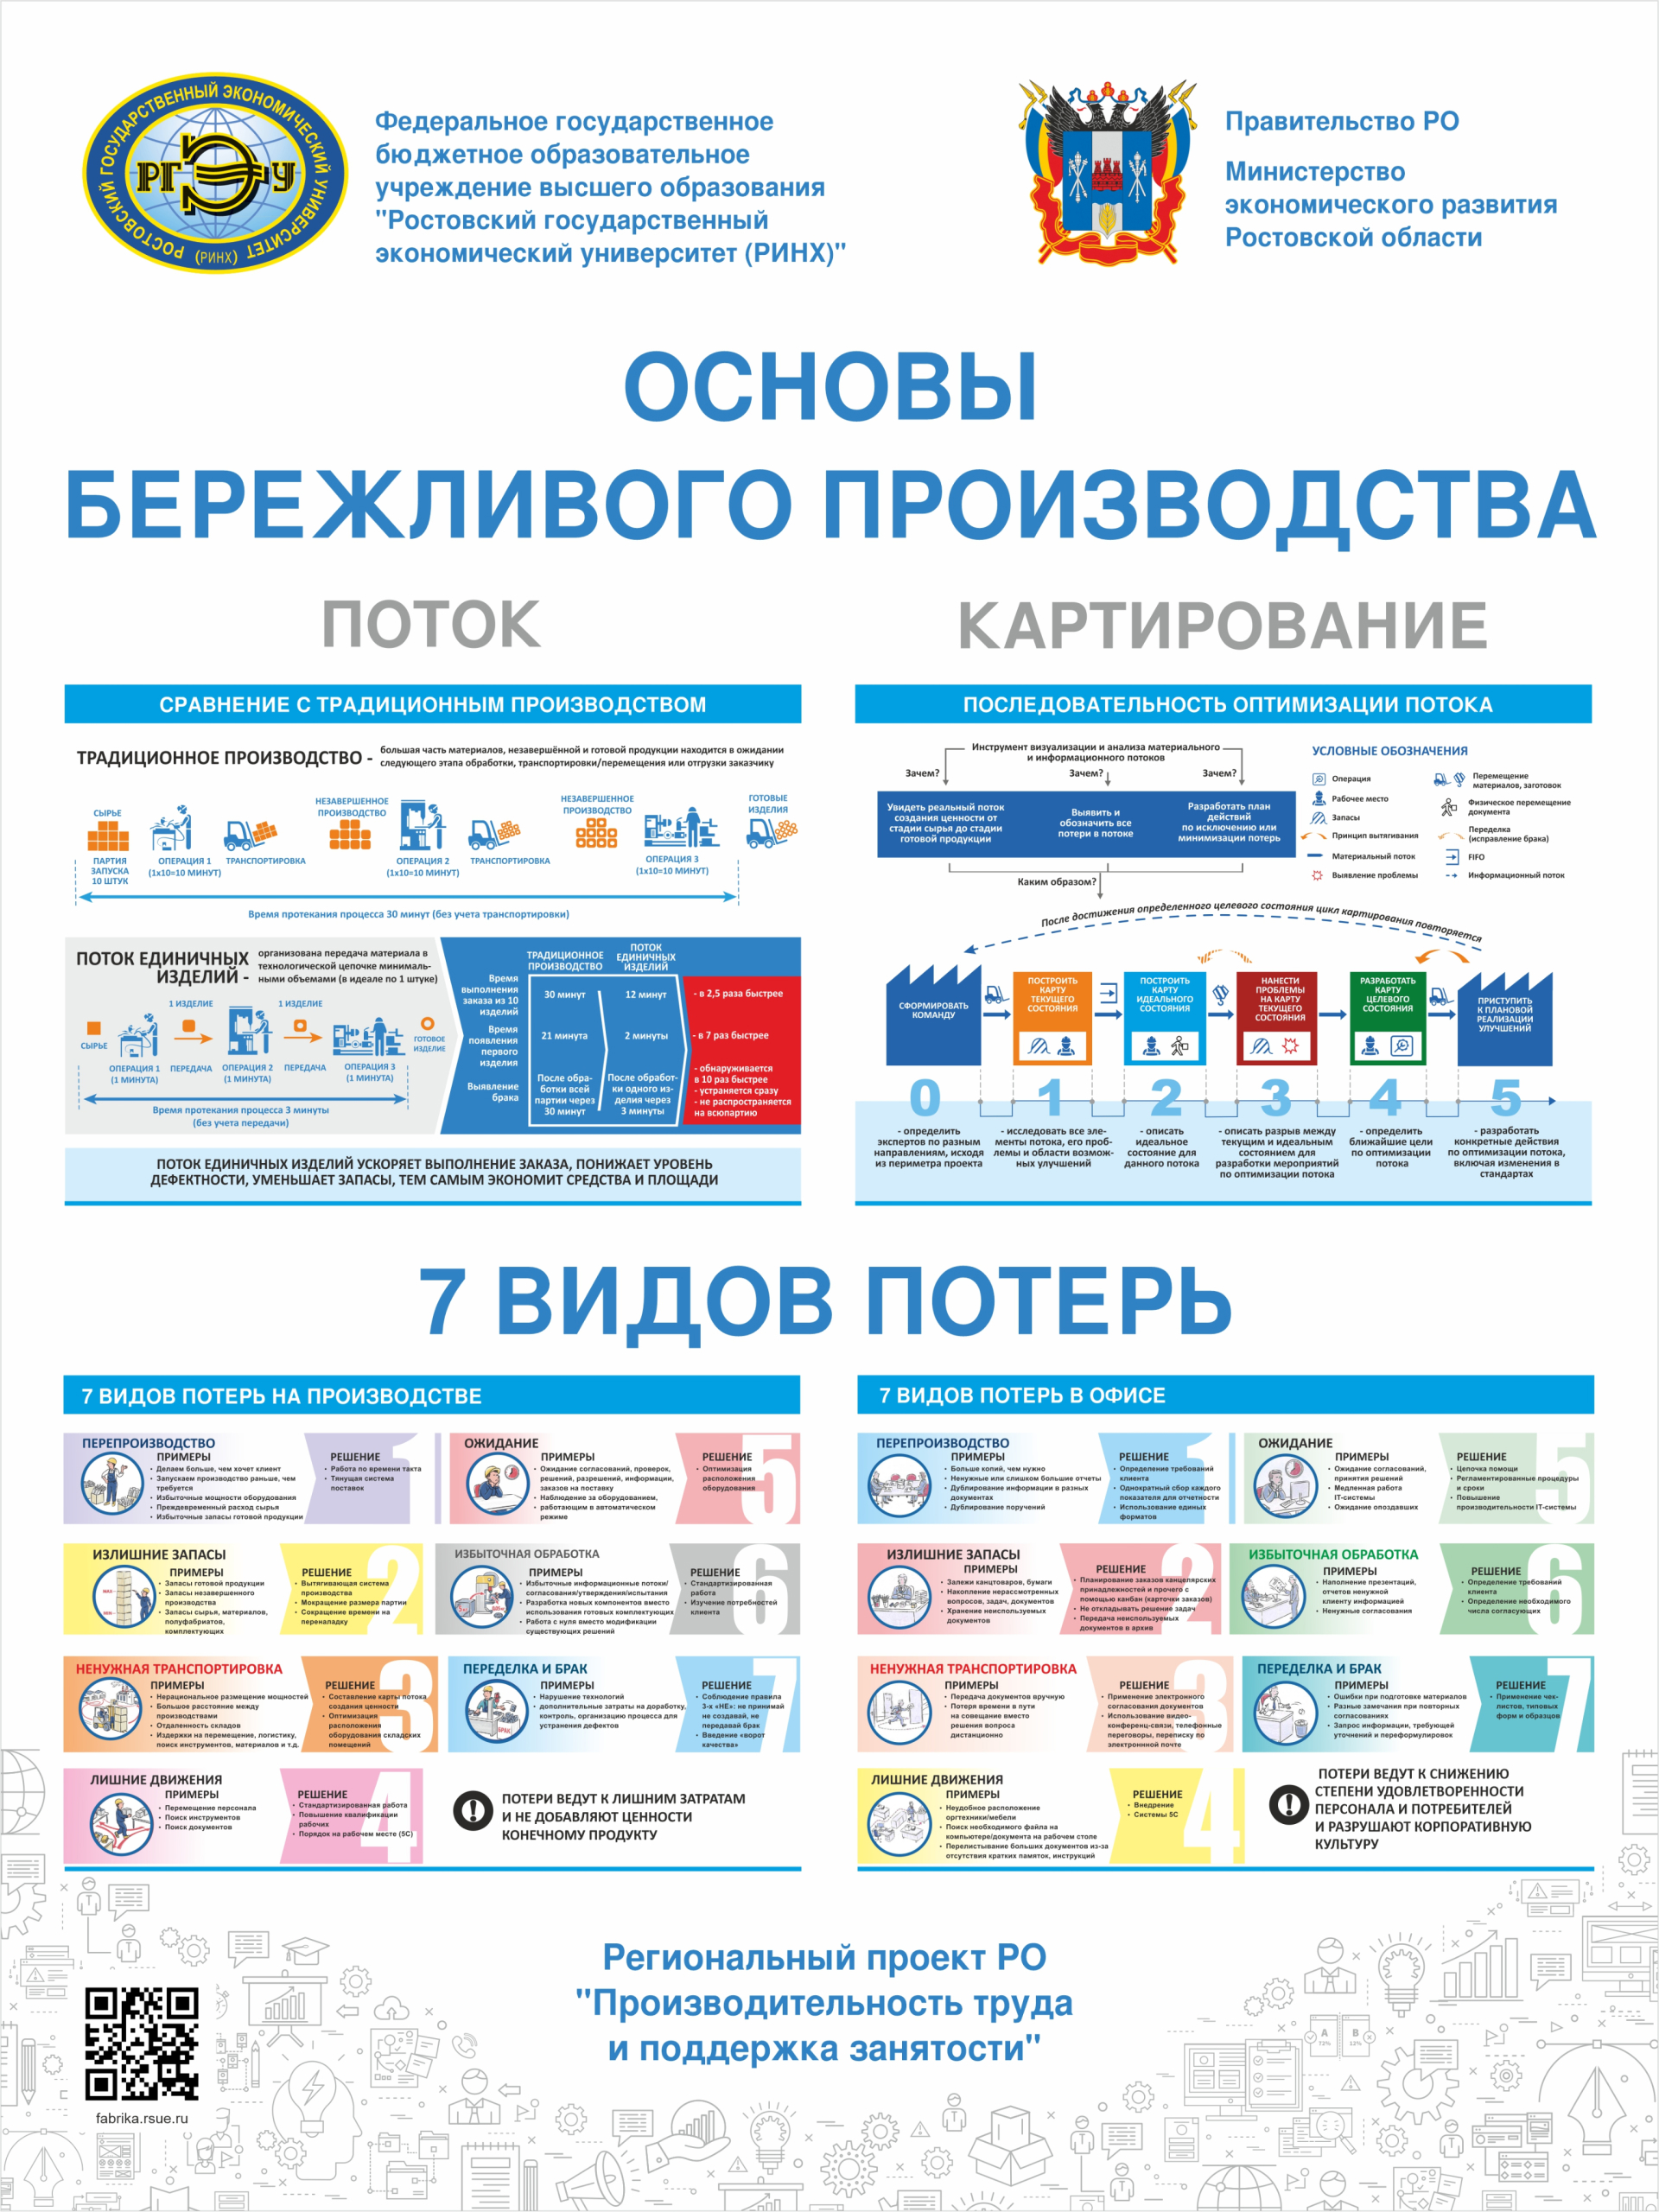 РОСТОВСКИЙ ГОСУДАРСТВЕННЫЙ ЭКОНОМИЧЕСКИЙ УНИВЕРСИТЕТ
(РИНХ)
РГЭУ
Федеральное государственное
бюджетное образовательное
учреждение высшего образования
"Ростовский государственный
экономический университет (РИНХ)"
Правительство РО
Министерство
экономического развития
Ростовской области
ОСНОВЫ
БЕРЕЖЛИВОГО ПРОИЗВОДСТВА
ПОТОК
СРАВНЕНИЕ С ТРАДИЦИОННЫМ ПРОИЗВОДСТВОМ
ТРАДИЦИОННОЕ ПРОИЗВОДСТВО -
большая часть материалов, незавершённой и готовой продукции находится в ожидании
следующего этапа обработки, транспортировки/перемещения или отгрузки заказчику
СЫРЬЕ
НЕЗАВЕРШЕННОЕ
ПРОИЗВОДСТВО
НЕЗАВЕРШЕННОЕ
ПРОИЗВОДСТВО
ГОТОВЫЕ
ИЗДЕЛИЯ
ПАРТИЯ
ЗАПУСКА
10 ШТУК
ОПЕРАЦИЯ 1
(1х10=10 МИНУТ)
ТРАНСПОРТИРОВКА
ОПЕРАЦИЯ 2
(1х10=10 МИНУТ)
ТРАНСПОРТИРОВКА
ОПЕРАЦИЯ 3
(1х10=10 МИНУТ)
Время протекания процесса 30 минут (без учета транспортировки)
ПОТОК ЕДИНИЧНЫХ
ИЗДЕЛИЙ -
организована передача материала в
технологической цепочке минималь-
ными объемами (в идеале по 1 штуке)
1 ИЗДЕЛИЕ
1 ИЗДЕЛИЕ
СЫРЬЕ
ГОТОВОЕ
ИЗДЕЛИЕ
ОПЕРАЦИЯ 1
(1 МИНУТА)
ПЕРЕДАЧА
ОПЕРАЦИЯ 2
(1 МИНУТА)
ПЕРЕДАЧА
ОПЕРАЦИЯ 3
(1 МИНУТА)
Время протекания процесса 3 минуты
(без учета передачи)
ТРАДИЦИОННОЕ
ПРОИЗВОДСТВО
ПОТОК
ЕДИНИЧНЫХ
ИЗДЕЛИЙ
Время
выполнения
заказа из 10
изделий
30 минут
12 минут
- в 2,5 раза быстрее
Время
появления
первого
изделия
21 минута
2 минуты
- в 7 раз быстрее
Выявление
брака
После обра-
ботки всей
партии через
30 минут
После обработ-
ки одного из-
делия через
3 минуты
- обнаруживается
в 10 раз быстрее
- устраняется сразу
- не распространяется
на всюпартию
ПОТОК ЕДИНИЧНЫХ ИЗДЕЛИЙ УСКОРЯЕТ ВЫПОЛНЕНИЕ ЗАКАЗА, ПОНИЖАЕТ УРОВЕНЬ
ДЕФЕКТНОСТИ, УМЕНЬШАЕТ ЗАПАСЫ, ТЕМ САМЫМ ЭКОНОМИТ СРЕДСТВА И ПЛОЩАДИ
КАРТИРОВАНИЕ
ПОСЛЕДОВАТЕЛЬНОСТЬ ОПТИМИЗАЦИИ ПОТОКА
Инструмент визуализации и анализа материального
и информационного потоков
Зачем?
Зачем?
Зачем?
Увидеть реальный поток
создания ценности от
стадии сырья до стадии
готовой продукции
Выявить и
обозначить все
потери в потоке
Разработать план
действий
по исключению или
минимизации потерь
Каким образом?
УСЛОВНЫЕ ОБОЗНАЧЕНИЯ
Операция
Рабочее место
Запасы
Принцип вытягивания
Материальный поток
Выявление проблемы
Перемещение
материалов, заготовок
Физическое перемещение
документа
Переделка
(исправление брака)
FIFO
Информационный поток
После достижения определенного целевого состояния цикл картирования повторяется
СФОРМИРОВАТЬ
КОМАНДУ
ПОСТРОИТЬ
КАРТУ
ТЕКУЩЕГО
СОСТОЯНИЯ
ПОСТРОИТЬ
КАРТУ
ИДЕАЛЬНОГО
СОСТОЯНИЯ
НАНЕСТИ
ПРОБЛЕМЫ
НА КАРТУ
ТЕКУЩЕГО
СОСТОЯНИЯ
РАЗРАБОТАТЬ
КАРТУ
ЦЕЛЕВОГО
СОСТОЯНИЯ
ПРИСТУПИТЬ
К ПЛАНОВОЙ
РЕАЛИЗАЦИИ
УЛУЧШЕНИЙ
0 1 2 3 4 5
- определить
экспертов по разным
направлениям, исходя
из периметра проекта
- исследовать все эле-
менты потока, его проб-
лемы и области возмож-
ных улучшений
- описать
идеальное
состояние для
данного потока
- описать разрыв между
текущим и идеальным
состоянием для
разработки мероприятий
по оптимизации потока
- определить
ближайшие цели
по оптимизации
потока
- разработать
конкретные действия
по оптимизации потока,
включая изменения в
стандартах
7 ВИДОВ ПОТЕРЬ
7 ВИДОВ ПОТЕРЬ НА ПРОИЗВОДСТВЕ
ПЕРЕПРОИЗВОДСТВО
ПРИМЕРЫ
• Делаем больше, чем хочет клиент
• Запускаем производство раньше, чем
требуется
• Избыточные мощности оборудования
• Преждевременный расход сырья
• Избыточные запасы готовой продукции
РЕШЕНИЕ
• Работа по времени такта
• Тянущая система
поставок
1
ОЖИДАНИЕ
ПРИМЕРЫ
• Ожидание согласований, проверок,
решений, разрешений, информации,
заказов на поставку
• Наблюдение за оборудованием,
• работающим в автоматическом
режиме
РЕШЕНИЕ
• Оптимизация
расположения
оборудования
5
ИЗЛИШНИЕ ЗАПАСЫ
ПРИМЕРЫ
• Запасы готовой продукции
• Запасы незавершенного
производства
• Запасы сырья, материалов,
полуфабриатов,
комплектующих
РЕШЕНИЕ
• Вытягивающая система
производства
• Мокращение размера партии
• Сокращение времени на
переналадку
2
ИЗБЫТОЧНАЯ ОБРАБОТКА
ПРИМЕРЫ
• Избыточные информационные потоки/
согласования/утверждения/испытания
• Разработка новых компонентов вместо
использования готовых комплектующих
• Работа с нуля вместо модификации
существующих решений
РЕШЕНИЕ
• Стандартизированная
работа
• Изучение потребностей
клиента
6
НЕНУЖНАЯ ТРАНСПОРТИРОВКА
ПРИМЕРЫ
• Нерациональное размещение мощностей
• Большое расстояние между
производствами
• Отдаленность складов
• Издержки на перемещение, логистику,
поиск инструментов, материалов и т.д.
РЕШЕНИЕ
• Составление карты потока
создания ценности
• Оптимизация
расположения
оборудования складских
помещений
3
ПЕРЕДЕЛКА И БРАК
БРАК
ПРИМЕРЫ
• Нарушение технологий
• дополнительные затраты на доработку,
контроль, организацию процесса для
устранения дефектов
РЕШЕНИЕ
• Соблюдение правила
3-х «НЕ»: не принимай
не создавай, не
передавай брак
• Введение «ворот
качества»
7
ЛИШНИЕ ДВИЖЕНИЯ
ПРИМЕРЫ
• Перемещение персонала
• Поиск инструментов
• Поиск документов
РЕШЕНИЕ
• Стандартизированная работа
• Повышение квалификации
рабочих
• Порядок на рабочем месте (5С)
4
ПОТЕРИ ВЕДУТ К ЛИШНИМ ЗАТРАТАМ
И НЕ ДОБАВЛЯЮТ ЦЕННОСТИ
КОНЕЧНОМУ ПРОДУКТУ
7 ВИДОВ ПОТЕРЬ В ОФИСЕ
ПЕРЕПРОИЗВОДСТВО
ПРИМЕРЫ
• Больше копий, чем нужно
• Ненужные или слишком большие отчеты
• Дублирование информации в разных
документах
• Дублирование поручений
РЕШЕНИЕ
• Определение требований
клиента
• Однократный сбор каждого
показателя для отчетности
• Использование единых
форматов
1
ОЖИДАНИЕ
ПРИМЕРЫ
• Ожидание согласований,
принятия решений
• Медленная работа
IT-системы
• Ожидание опоздавших
РЕШЕНИЕ
• Цепочка помощи
• Регламентированные процедуры
и сроки
• Повышение
производительности IT-системы
5
ИЗЛИШНИЕ ЗАПАСЫ
ПРИМЕРЫ
• Залежи канцтоваров, бумаги
• Накопление нерассмотренных
вопросов, задач, документов
• Хранение неиспользуемых
документов
РЕШЕНИЕ
• Планирование заказов канцелярских
принадлежностей и прочего с
помощью канбан (карточки заказов)
• Не откладывать решение задач
• Передача неиспользуемых
документов в архив
2
ИЗБЫТОЧНАЯ ОБРАБОТКА
ПРИМЕРЫ
• Наполнение презентаций,
отчетов ненужной
клиенту информацией
• Ненужные согласования
РЕШЕНИЕ
• Определение требований
клиента
• Определение необходимого
числа согласующих
6
НЕНУЖНАЯ ТРАНСПОРТИРОВКА
ПРИМЕРЫ
• Передача документов вручную
• Потеря времени в пути
на совещание вместо
решения вопроса
дистанционно
РЕШЕНИЕ
• Применение электронного
согласования документов
• Использование видео-
конференц-связи, телефонные
переговоры, переписку по
электроннной почте
3
ПЕРЕДЕЛКА И БРАК
ПРИМЕРЫ
• Ошибки при подготовке материалов
• Разные замечания при повторных
согласованиях
• Запрос информации, требующей
уточнений и переформулировок
РЕШЕНИЕ
• Применение чек-
листов, типовых
форм и образцов
7
ЛИШНИЕ ДВИЖЕНИЯ
ПРИМЕРЫ
• Неудобное расположение
оргтехники/мебели
• Поиск необходимого файла на
компьютере/документа на рабочем столе
• Перелистывание больших документов из-за
отсутствия кратких памяток, инструкций
РЕШЕНИЕ
• Внедрение
• Системы 5С
4
ПОТЕРИ ВЕДУТ К СНИЖЕНИЮ
СТЕПЕНИ УДОВЛЕТВОРЕННОСТИ
ПЕРСОНАЛА И ПОТРЕБИТЕЛЕЙ
И РАЗРУШАЮТ КОРПОРАТИВНУЮ
КУЛЬТУРУ
Региональный проект РО
"Производительность труда
и поддержка занятости"
fabrika.rsue.ru
A B